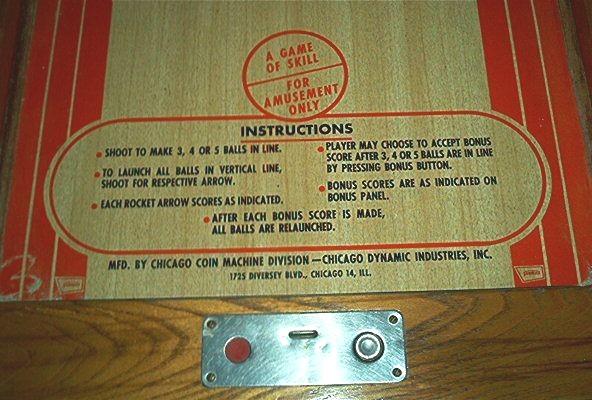 A GAME
OF SKILL
FOR
AMUSEMENT
ONLY
INSTRUCTIONS
SHOOT TO MAKE 3, 4 OR 5 BALLS IN LINE.
TO LAUNCH ALL BALLS IN VERTICAL LINE,
SHOOT FOR RESPECTIVE ARROW.
EACH ROCKET ARROW SCORES AS INDICATED.
PLAYER MAY CHOOSE TO ACCEPT BONUS
SCORE AFTER 3, 4 OR 5 BALLS ARE IN LINE
BY PRESSING BONUS BUTTON.
BONUS SCORES ARE AS INDICATED ON
BONUS PANEL.
AFTER EACH BONUS SCORE IS MADE,
ALL BALLS ARE RELAUNCHED.
MFD. BY CHICAGO COIN MACHINE DIVISION — CHICAGO DYNAMIC INDUSTRIES, INC.
1725 DIVERSEY BLVD., CHICAGO 14, ILL.